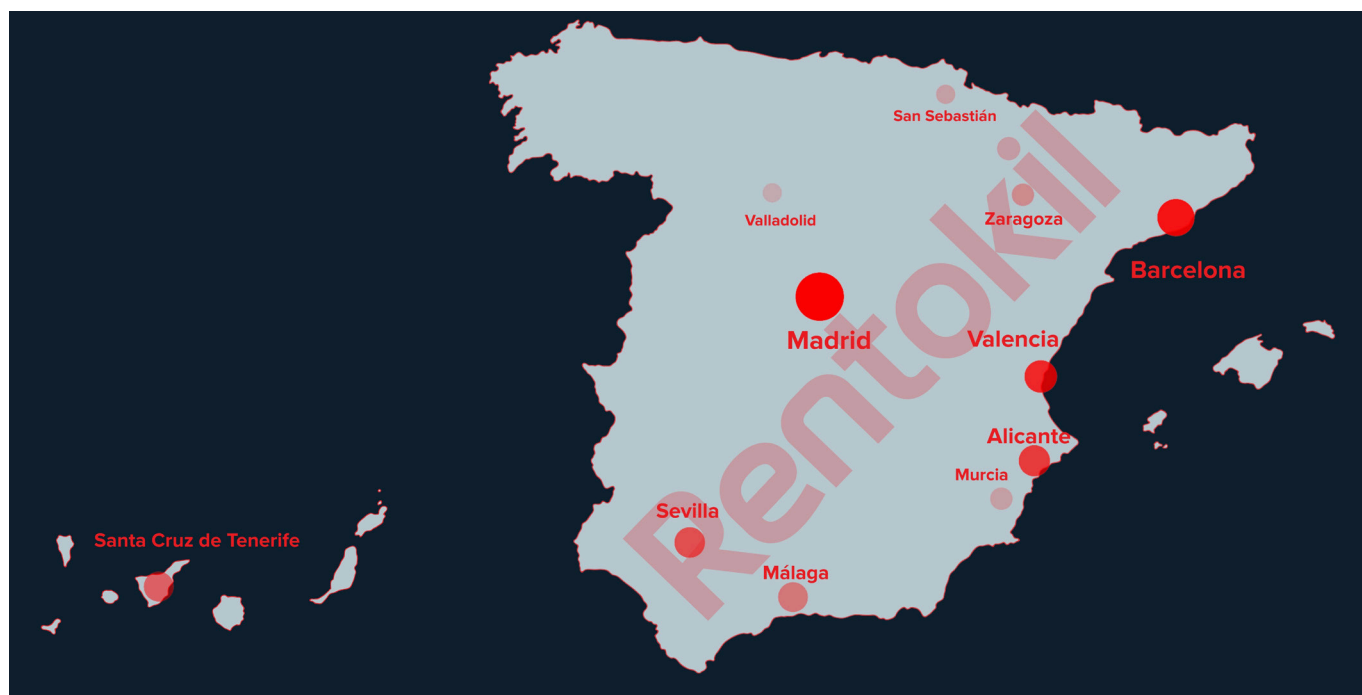 San Sebastián
Valladolid
Zaragoza
Barcelona
Madrid
Valencia
Alicante
Murcia
Sevilla
Santa Cruz de Tenerife
Málaga
Rentokil